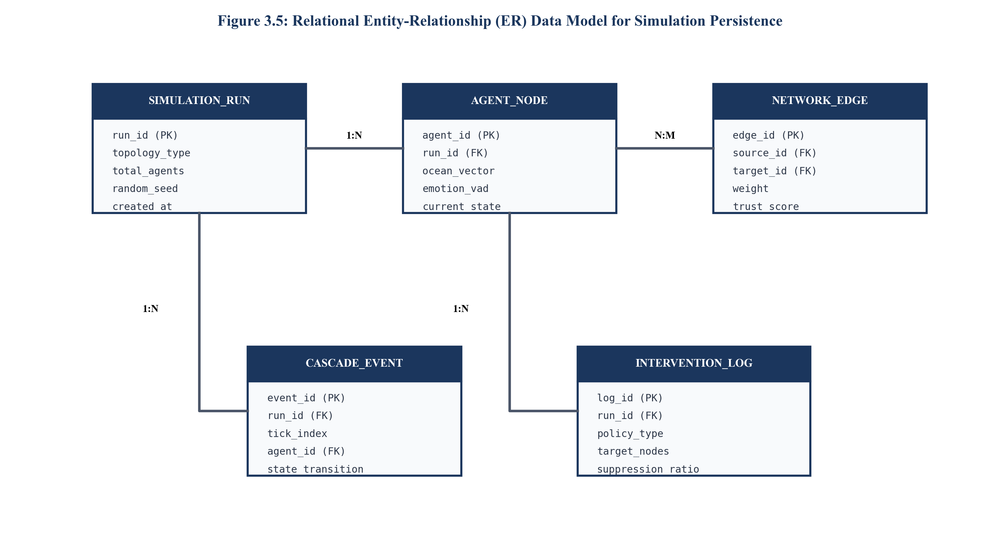 Figure 3.5: Relational Entity-Relationship (ER) Data Model for Simulation Persistence
SIMULATION_RUN
run_id (PK)
topology_type
total_agents
random_seed
created_at
1:N
AGENT_NODE
agent_id (PK)
run_id (FK)
ocean_vector
emotion_vad
current_state
N:M
NETWORK_EDGE
edge_id (PK)
source_id (FK)
target_id (FK)
weight
trust_score
1:N
1:N
CASCADE_EVENT
event_id (PK)
run_id (FK)
tick_index
agent_id (FK)
state_transition
INTERVENTION_LOG
log_id (PK)
run_id (FK)
policy_type
target_nodes
suppression_ratio